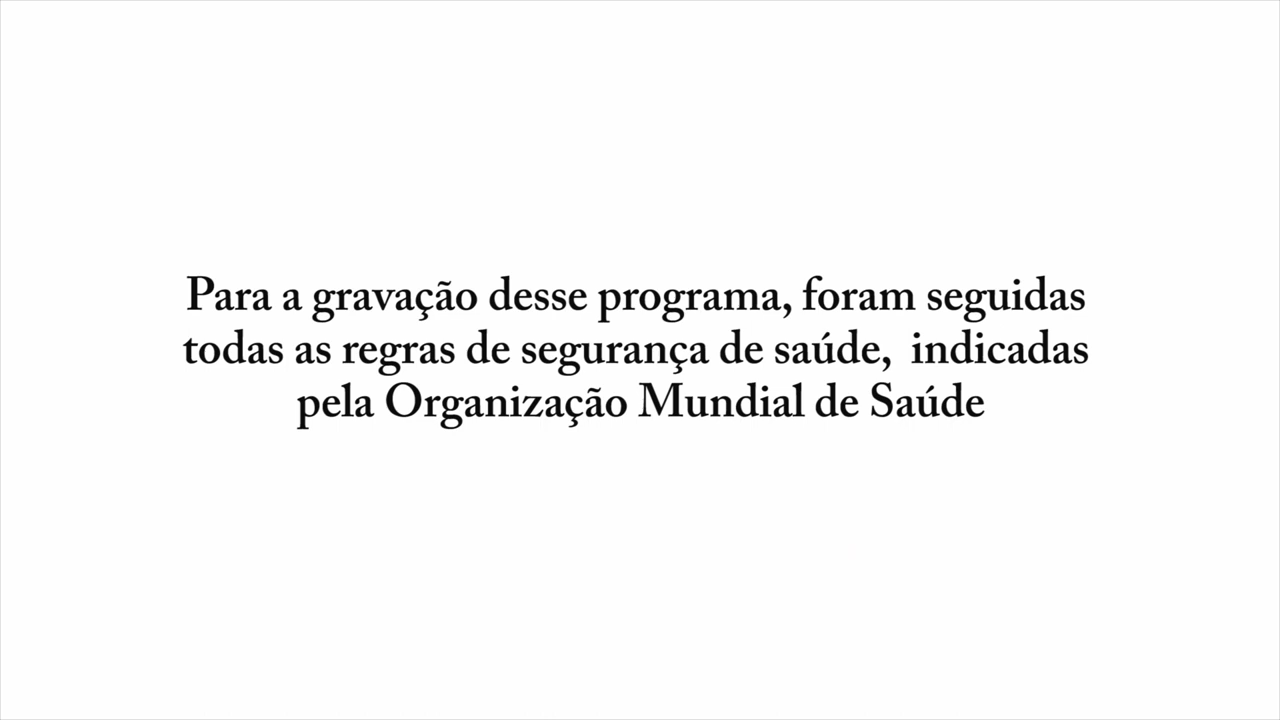 Para a gravação desse programa, foram seguidas
todas as regras de segurança de saúde,  indicadas
pela Organização Mundial de Saúde